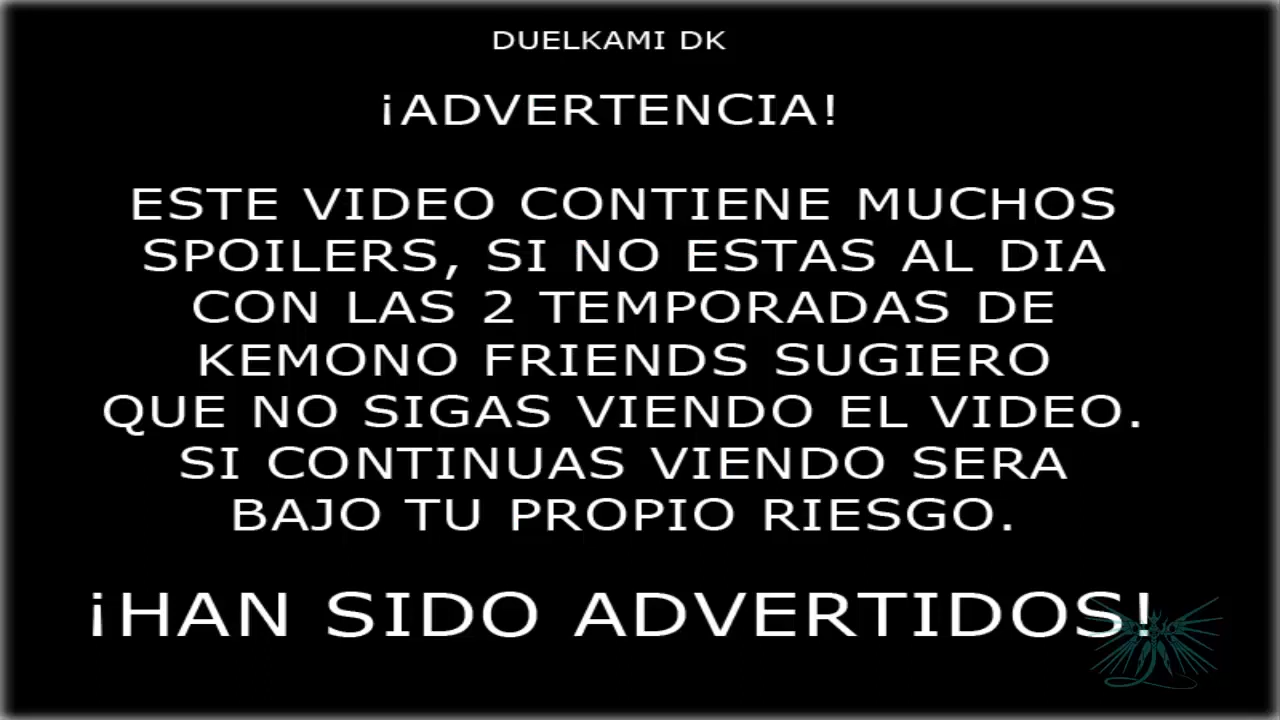 DUELKAMI DK
¡ADVERTENCIA!
ESTE VIDEO CONTIENE MUCHOS
SPOILERS, SI NO ESTAS AL DIA
CON LAS 2 TEMPORADAS DE
KEMONO FRIENDS SUGIERO
QUE NO SIGAS VIENDO EL VIDEO.
SI CONTINUAS VIENDO SERA
BAJO TU PROPIO RIESGO.
¡HAN SIDO ADVERTIDOS!